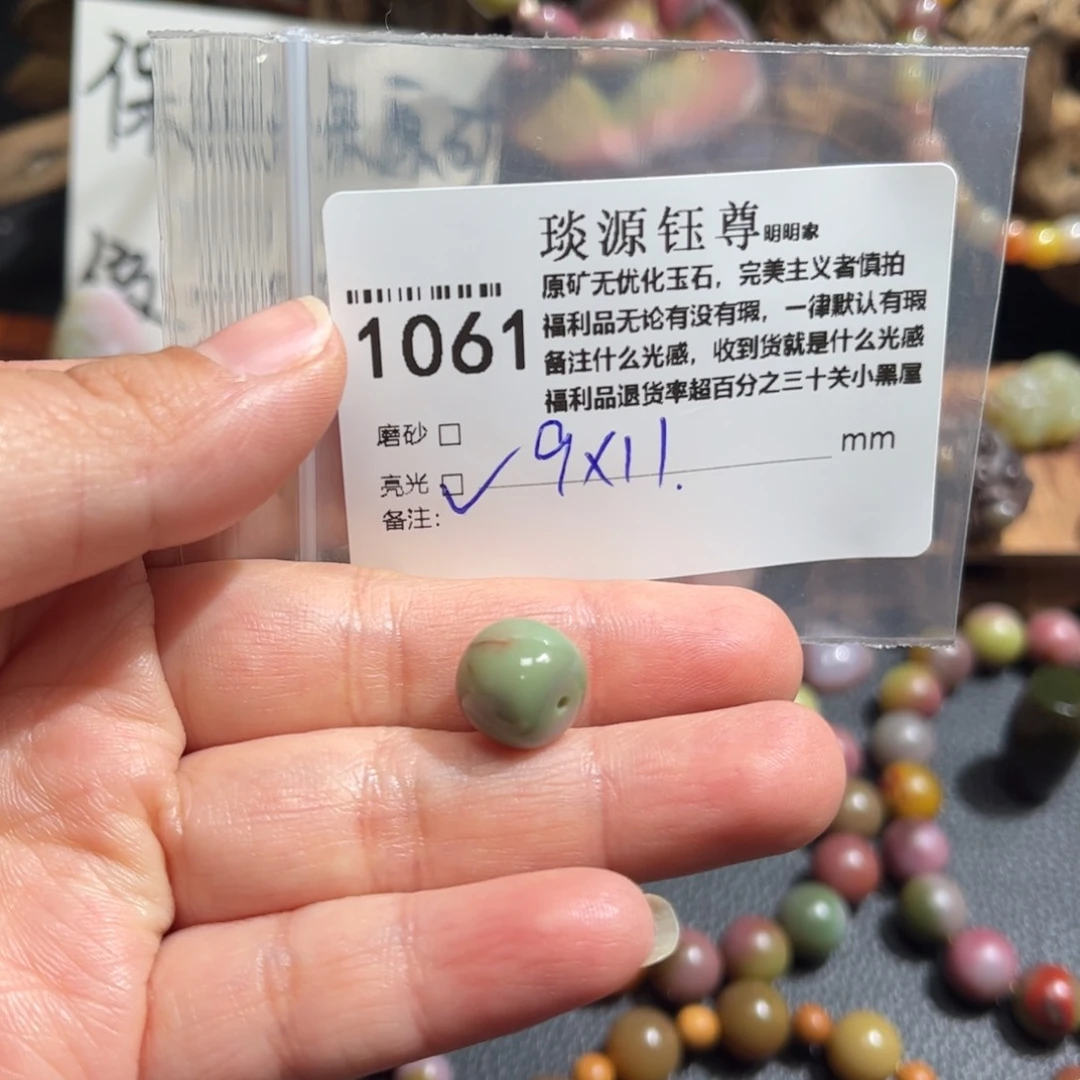 保
保原矿
琰源钰尊明明家
原矿无优化玉石，完美主义者慎拍
福利品无论有没有瑕，一律默认有瑕
备注什么光感，收到货就是什么光感
福利品退货率超百分之三十关小黑屋
1061
磨砂 □
亮光 □ ✓ 9x11. mm
备注：